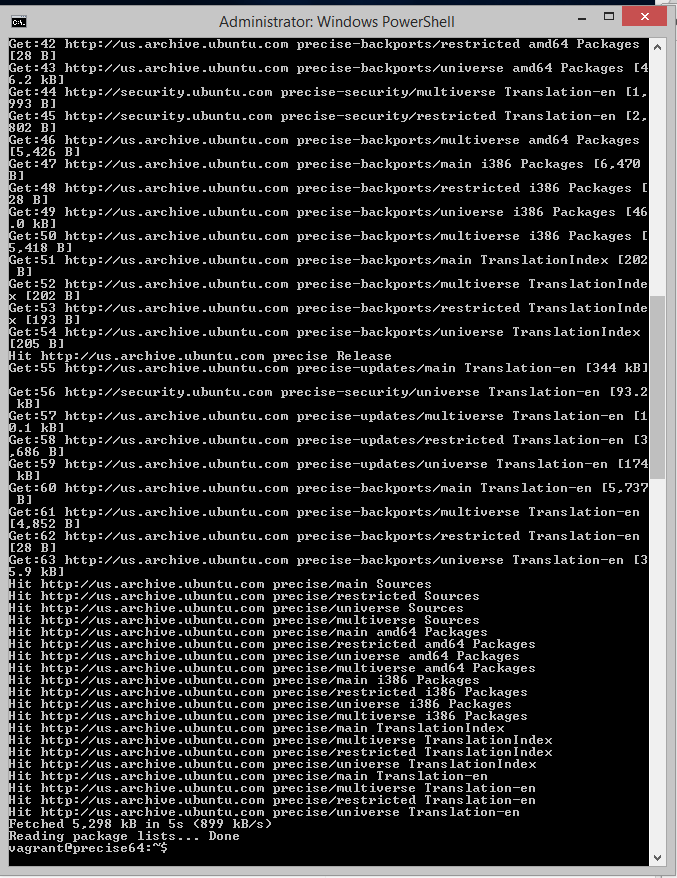 Administrator: Windows PowerShell
Get:42 http://us.archive.ubuntu.com precise-backports/restricted amd64 Packages
[28 B]
Get:43 http://us.archive.ubuntu.com precise-backports/universe amd64 Packages [4
6.2 kB]
Get:44 http://security.ubuntu.com precise-security/multiverse Translation-en [1,
993 B]
Get:45 http://security.ubuntu.com precise-security/restricted Translation-en [2,
802 B]
Get:46 http://us.archive.ubuntu.com precise-backports/multiverse amd64 Packages
[5,426 B]
Get:47 http://us.archive.ubuntu.com precise-backports/main i386 Packages [6,470
B]
Get:48 http://us.archive.ubuntu.com precise-backports/restricted i386 Packages [
28 B]
Get:49 http://us.archive.ubuntu.com precise-backports/universe i386 Packages [46
.0 kB]
Get:50 http://us.archive.ubuntu.com precise-backports/multiverse i386 Packages [
5,418 B]
Get:51 http://us.archive.ubuntu.com precise-backports/main TranslationIndex [202
 B]
Get:52 http://us.archive.ubuntu.com precise-backports/multiverse TranslationInde
x [202 B]
Get:53 http://us.archive.ubuntu.com precise-backports/restricted TranslationInde
x [193 B]
Get:54 http://us.archive.ubuntu.com precise-backports/universe TranslationIndex
[205 B]
Hit http://us.archive.ubuntu.com precise Release
Get:55 http://us.archive.ubuntu.com precise-updates/main Translation-en [344 kB]
Get:56 http://security.ubuntu.com precise-security/universe Translation-en [93.2
 kB]
Get:57 http://us.archive.ubuntu.com precise-updates/multiverse Translation-en [1
0.1 kB]
Get:58 http://us.archive.ubuntu.com precise-updates/restricted Translation-en [3
,686 B]
Get:59 http://us.archive.ubuntu.com precise-updates/universe Translation-en [174
 kB]
Get:60 http://us.archive.ubuntu.com precise-backports/main Translation-en [5,737
 B]
Get:61 http://us.archive.ubuntu.com precise-backports/multiverse Translation-en
[4,852 B]
Get:62 http://us.archive.ubuntu.com precise-backports/restricted Translation-en
[28 B]
Get:63 http://us.archive.ubuntu.com precise-backports/universe Translation-en [3
5.9 kB]
Hit http://us.archive.ubuntu.com precise/main Sources
Hit http://us.archive.ubuntu.com precise/restricted Sources
Hit http://us.archive.ubuntu.com precise/universe Sources
Hit http://us.archive.ubuntu.com precise/multiverse Sources
Hit http://us.archive.ubuntu.com precise/main amd64 Packages
Hit http://us.archive.ubuntu.com precise/restricted amd64 Packages
Hit http://us.archive.ubuntu.com precise/universe amd64 Packages
Hit http://us.archive.ubuntu.com precise/multiverse amd64 Packages
Hit http://us.archive.ubuntu.com precise/main i386 Packages
Hit http://us.archive.ubuntu.com precise/restricted i386 Packages
Hit http://us.archive.ubuntu.com precise/universe i386 Packages
Hit http://us.archive.ubuntu.com precise/multiverse i386 Packages
Hit http://us.archive.ubuntu.com precise/main TranslationIndex
Hit http://us.archive.ubuntu.com precise/multiverse TranslationIndex
Hit http://us.archive.ubuntu.com precise/restricted TranslationIndex
Hit http://us.archive.ubuntu.com precise/universe TranslationIndex
Hit http://us.archive.ubuntu.com precise/main Translation-en
Hit http://us.archive.ubuntu.com precise/multiverse Translation-en
Hit http://us.archive.ubuntu.com precise/restricted Translation-en
Hit http://us.archive.ubuntu.com precise/universe Translation-en
Fetched 5,298 kB in 5s (899 kB/s)
Reading package lists... Done
vagrant@precise64:~$